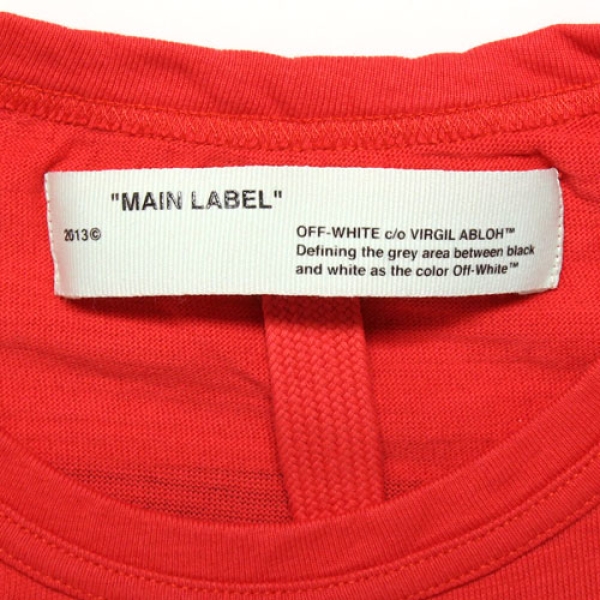 "MAIN LABEL"
2013©
OFF-WHITE c/o VIRGIL ABLOH™
Defining the grey area between black
and white as the color Off-White™